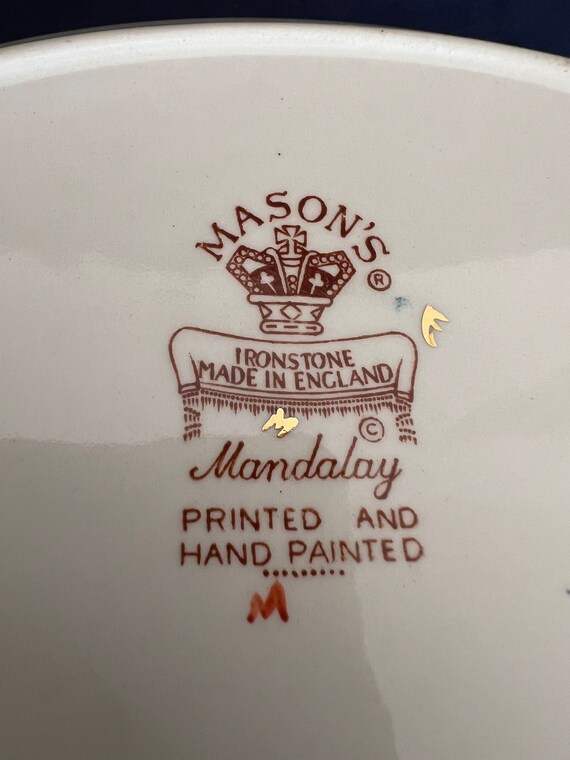 MASON'S ®
IRONSTONE
MADE IN ENGLAND
©
Mandalay
PRINTED AND
HAND PAINTED
M